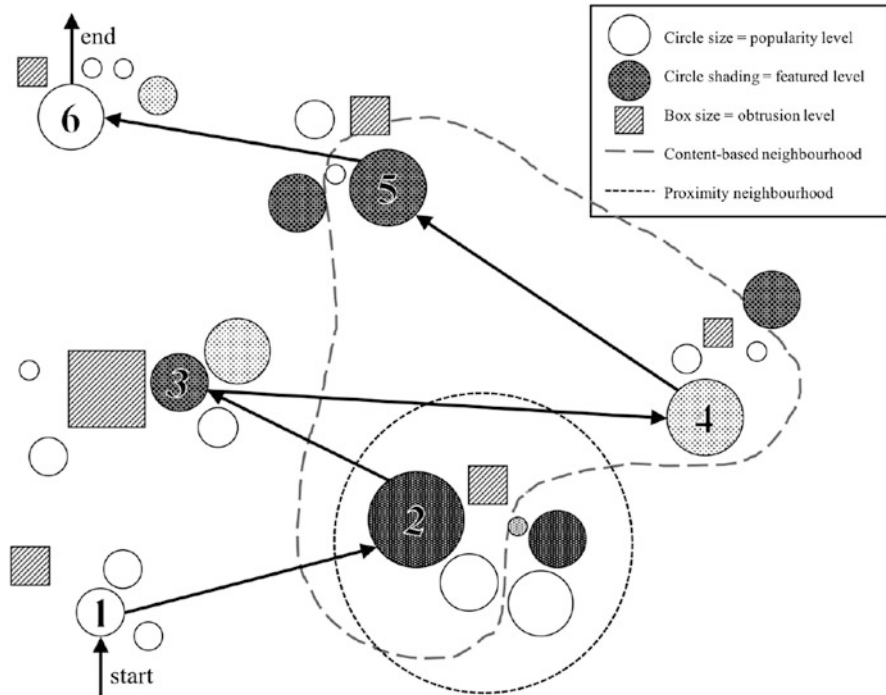 end
6
5
3
4
2
1
start
Circle size = popularity level
Circle shading = featured level
Box size = obtrusion level
Content-based neighbourhood
Proximity neighbourhood